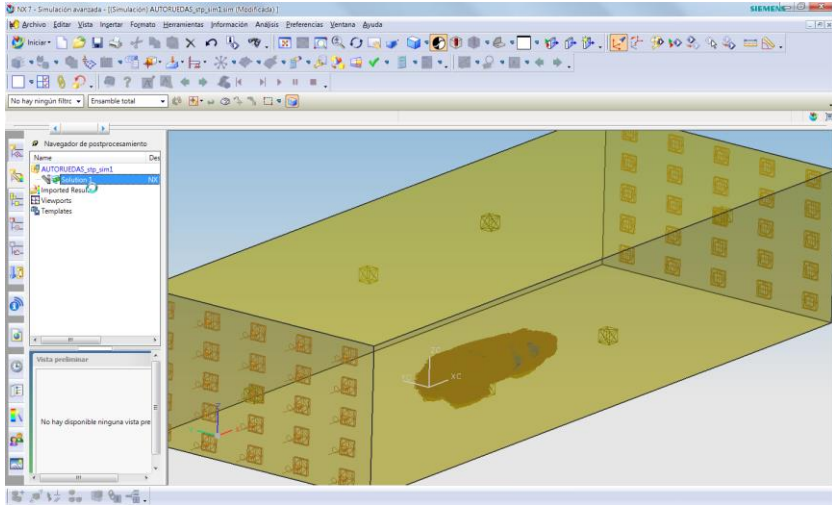 NX 7 - Simulación avanzada - [(Simulación) AUTORUEDAS_stp_sim1.sim (Modificada) ]
SIEMENS
Archivo Editar Vista Insertar Formato Herramientas Información Análisis Preferencias Ventana Ayuda
Iniciar
No hay ningún filtro Ensamble total
Navegador de postprocesamiento
Name Des
AUTORUEDAS_stp_sim1
Solution 1 NX
Imported Results
Viewports
Templates
Vista preliminar
No hay disponible ninguna vista pre
XC